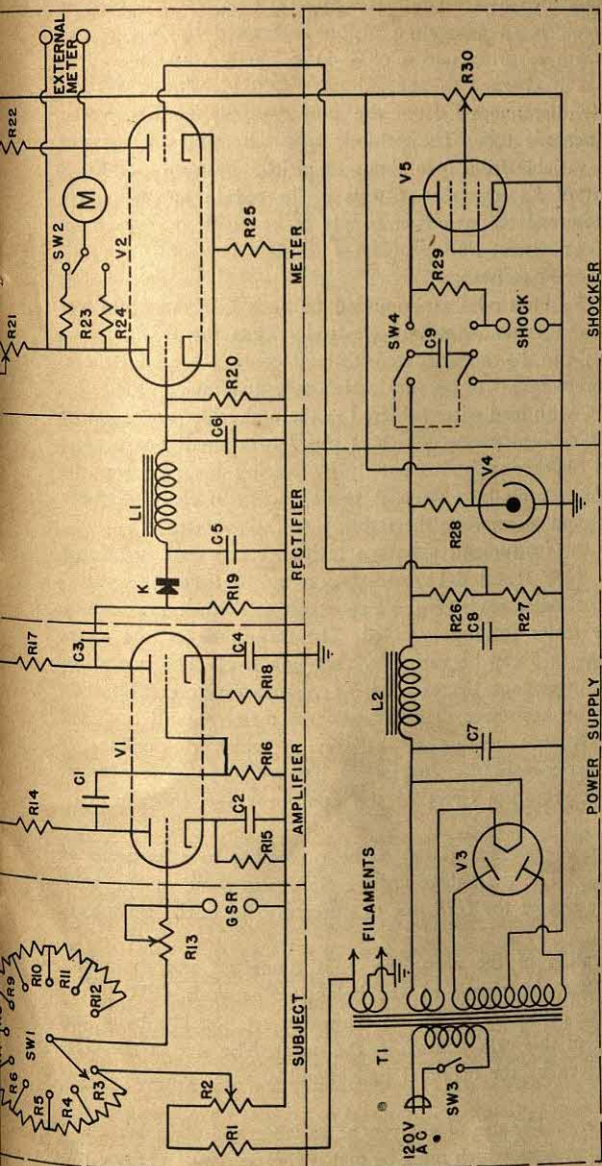 R6
R9
R5
R10
R4
SW1
R11
R3
R12
R2
R1
R13
GSR
SUBJECT
R14
R17
C1
C3
V1
R15
C2
R16
R18
C4
AMPLIFIER
K
L1
R19
C5
C6
RECTIFIER
R21
R22
EXTERNAL
METER
SW2
M
R23
R24
V2
R20
R25
METER
120V
AC
T1
SW3
FILAMENTS
V3
L2
C7
C8
R26
R27
R28
V4
POWER SUPPLY
SW4
C9
R29
SHOCK
V5
R30
SHOCKER